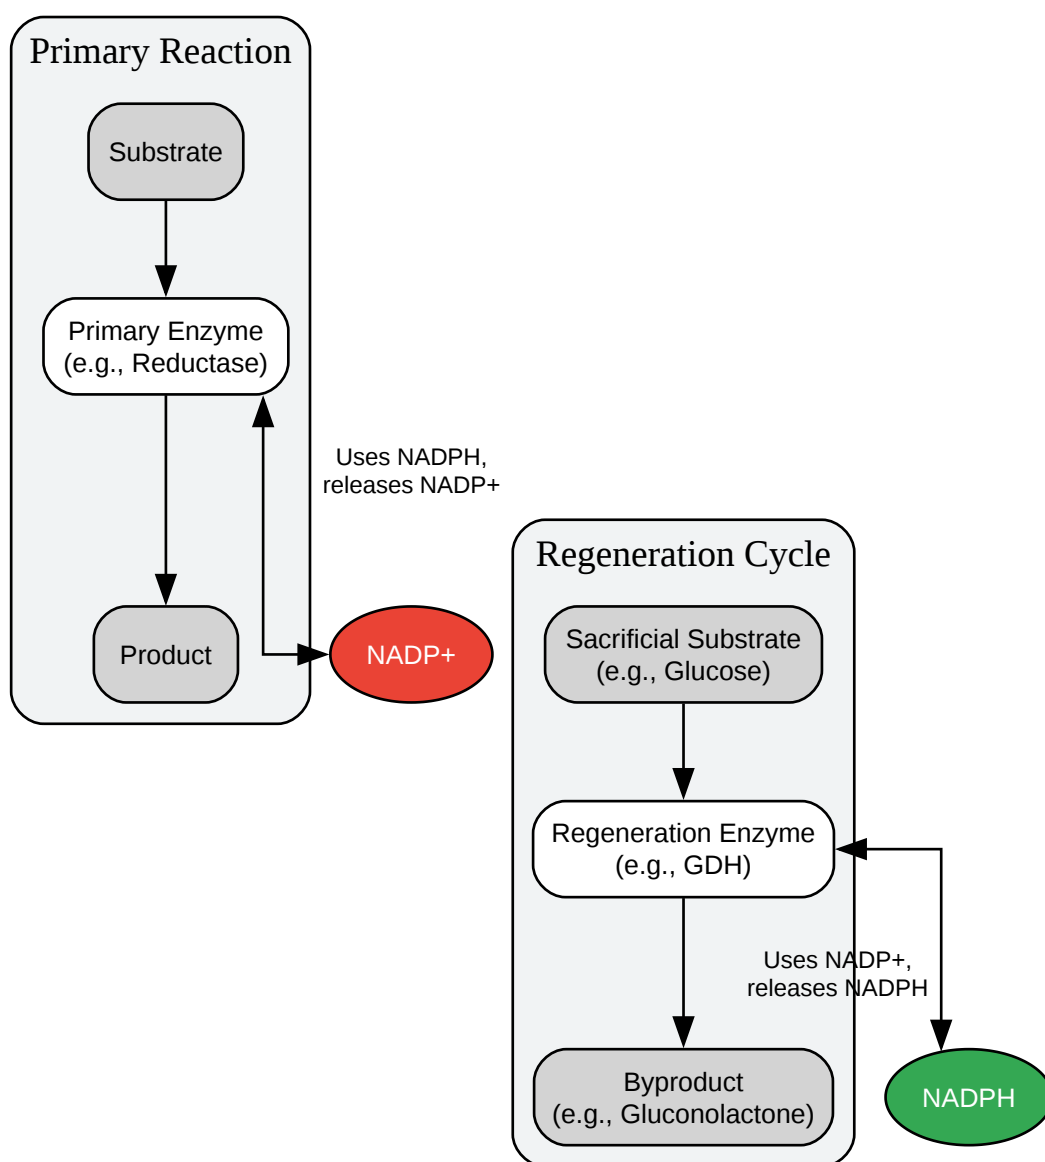 Primary Reaction
Substrate
Primary Enzyme
(e.g., Reductase)
Uses NADPH,
releases NADP+
Product
NADP+
Regeneration Cycle
Sacrificial Substrate
(e.g., Glucose)
Regeneration Enzyme
(e.g., GDH)
Uses NADP+,
releases NADPH
Byproduct
(e.g., Gluconolactone)
NADPH